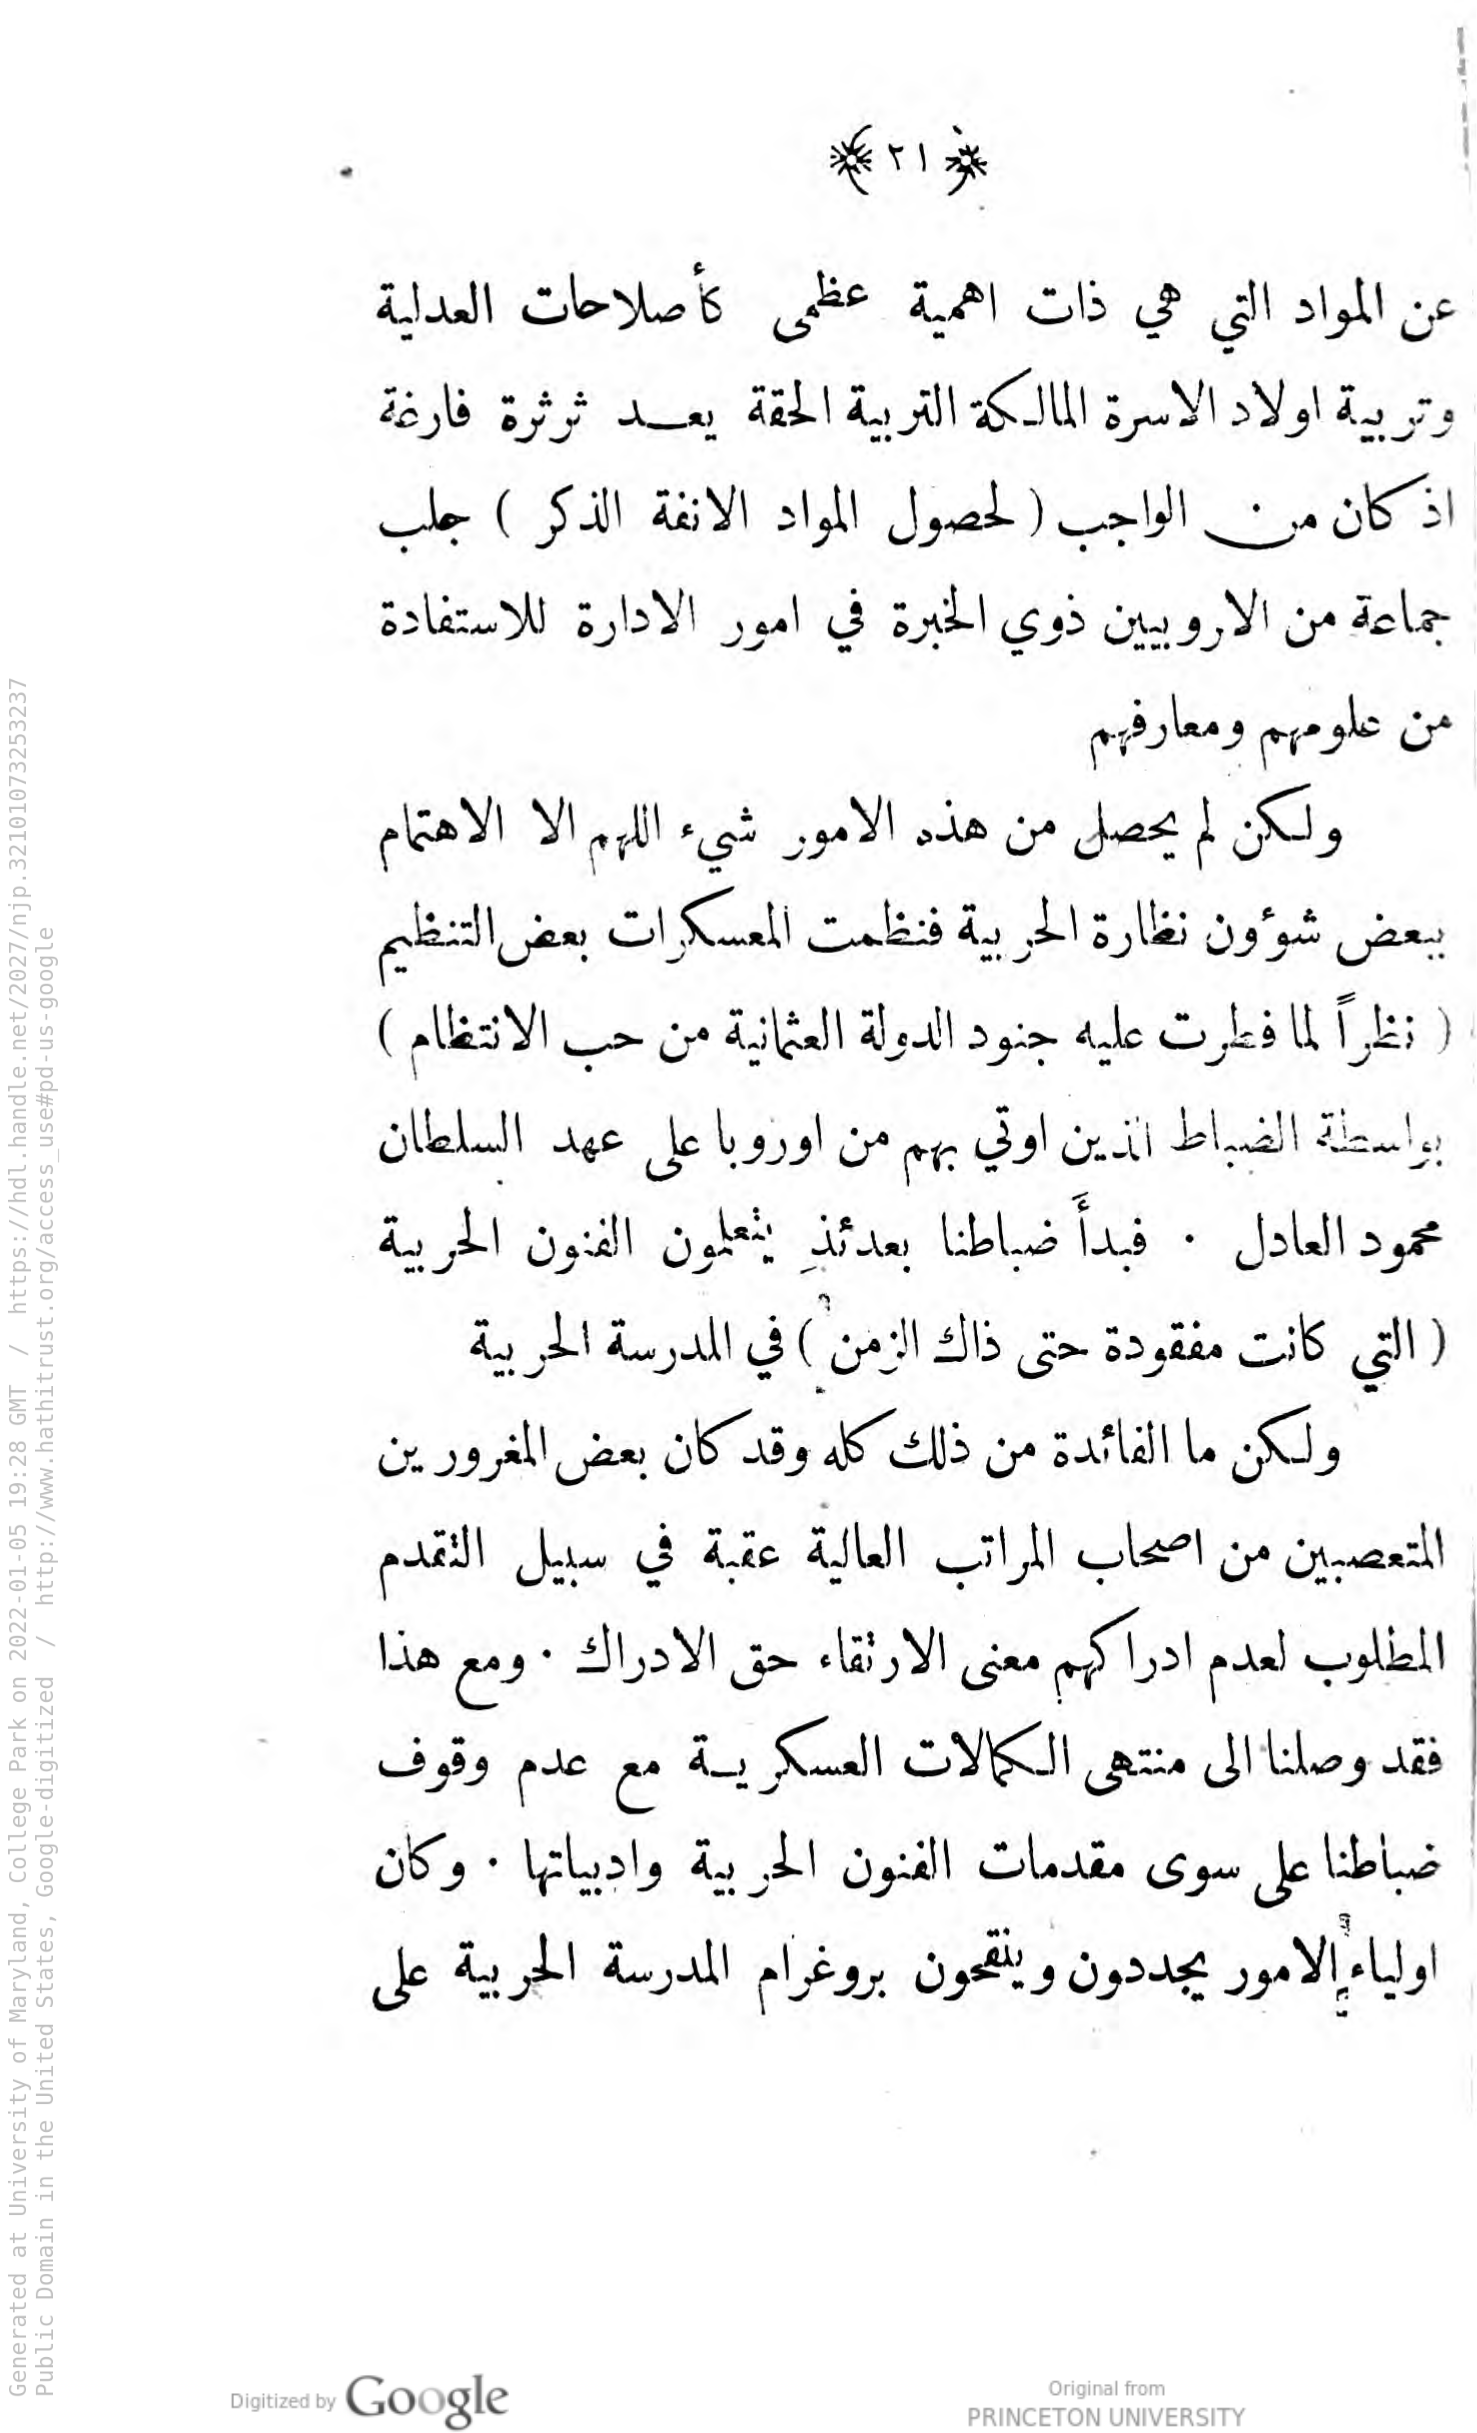 ٢١
عن المواد التي هي ذات اهمية عظمى كأصلاحات العدلية
وتربية اولاد الاسرة المالكة التربية الحقة يعد ثرثرة فارغة
اذ كان من الواجب ( لحصول المواد الانفة الذكر ) جلب
جماعة من الاروبيين ذوي الخبرة في امور الادارة للاستفادة
من علومهم ومعارفهم
ولكن لم يحصل من هذه الامور شيء اللهم الا الاهتمام
ببعض شؤون نظارة الحربية فنظمت المعسكرات بعض التنظيم
( نظراً لما فطرت عليه جنود الدولة العثمانية من حب الانتظام )
بواسطة الضباط الذين اوتي بهم من اوروبا على عهد السلطان
محمود العادل . فبدأَ ضباطنا بعدئذٍ يتعلمون الفنون الحربية
( التي كانت مفقودة حتى ذاك الزمن ) في المدرسة الحربية
ولكن ما الفائدة من ذلك كله وقد كان بعض المغرورين
المتعصبين من اصحاب المراتب العالية عقبة في سبيل التقدم
المطلوب لعدم ادراكهم معنى الارتقاء حق الادراك . ومع هذا
فقد وصلنا الى منتهى الكمالات العسكرية مع عدم وقوف
ضباطنا على سوى مقدمات الفنون الحربية وادبياتها . وكان
اولياء الامور يجددون وينقحون بروغرام المدرسة الحربية على
Generated at University of Maryland, College Park on 2022-01-05 19:28 GMT / https://hdl.handle.net/2027/njp.32101073253237
Public Domain in the United States, Google-digitized / http://www.hathitrust.org/access_use#pd-us-google
Digitized by Google
Original from
PRINCETON UNIVERSITY